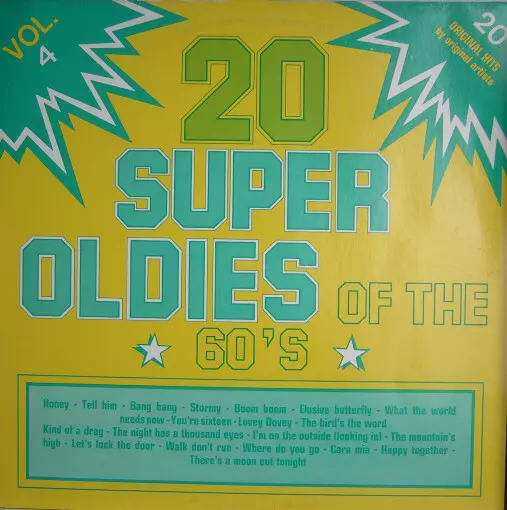 VOL.
4
20
ORIGINAL HITS
by original artists
20
SUPER
OLDIES OF THE
60'S
Honey - Tell him - Bang bang - Stormy - Boom boom - Elusive butterfly - What the world
needs now - You're sixteen - Lovey Dovey - The bird's the word
Kind of a drag - The night has a thousand eyes - I'm on the outside (looking in) - The mountain's
high - Let's lock the door - Walk don't run - Where do you go - Cara mia - Happy together -
There's a moon out tonight